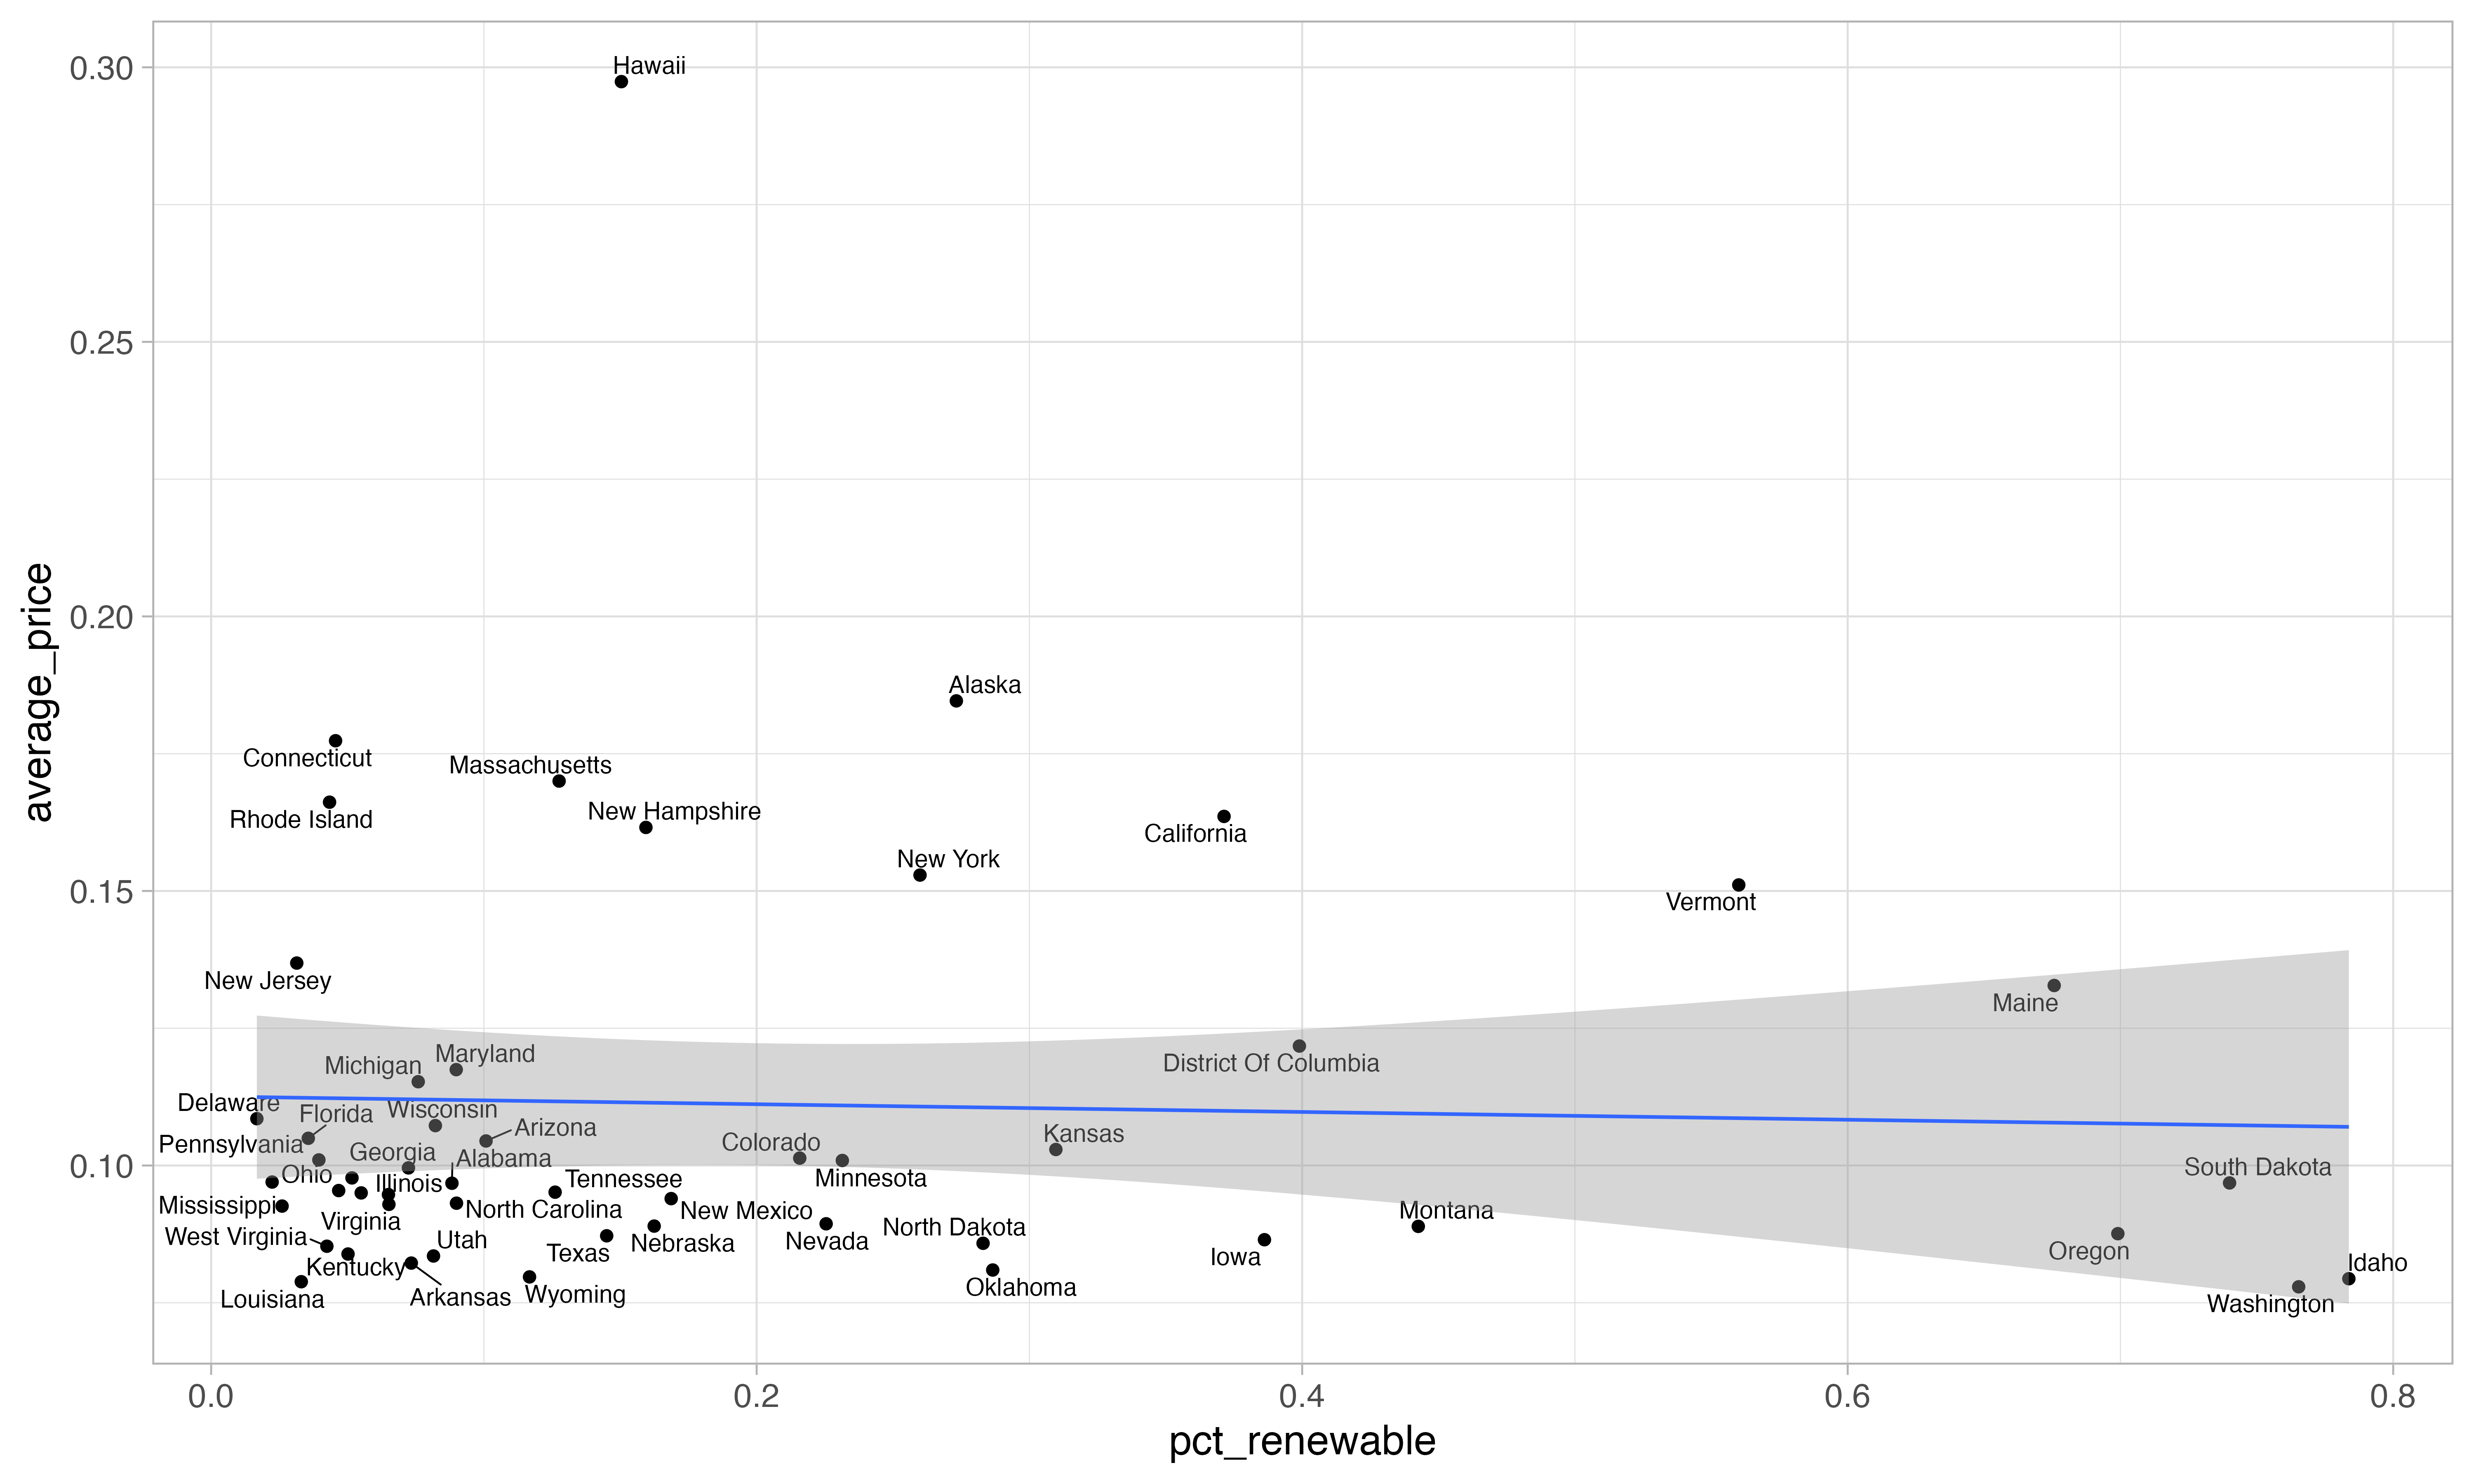 average_price
0.30
0.25
0.20
0.15
0.10
Hawaii
Alaska
Connecticut
Massachusetts
Rhode Island
New Hampshire
California
New York
Vermont
New Jersey
Maine
Michigan
Maryland
District Of Columbia
Delaware
Florida
Wisconsin
Arizona
Kansas
Pennsylvania
Georgia
Alabama
Colorado
Ohio
Illinois
Tennessee
Minnesota
South Dakota
Mississippi
Virginia
North Carolina
New Mexico
Montana
West Virginia
Utah
Texas
Nebraska
Nevada
North Dakota
Iowa
Oregon
Kentucky
Idaho
Louisiana
Arkansas
Wyoming
Oklahoma
Washington
0.0
0.2
0.4
0.6
0.8
pct_renewable